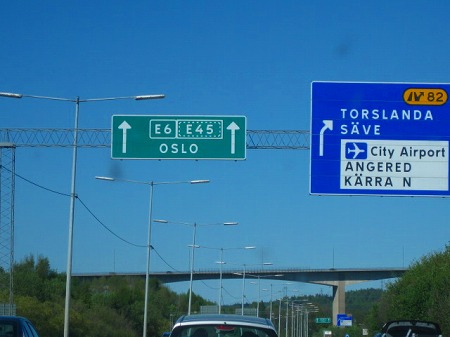 E6 E45
OSLO
82
TORSLANDA
SÄVE
City Airport
ANGERED
KÄRRA N